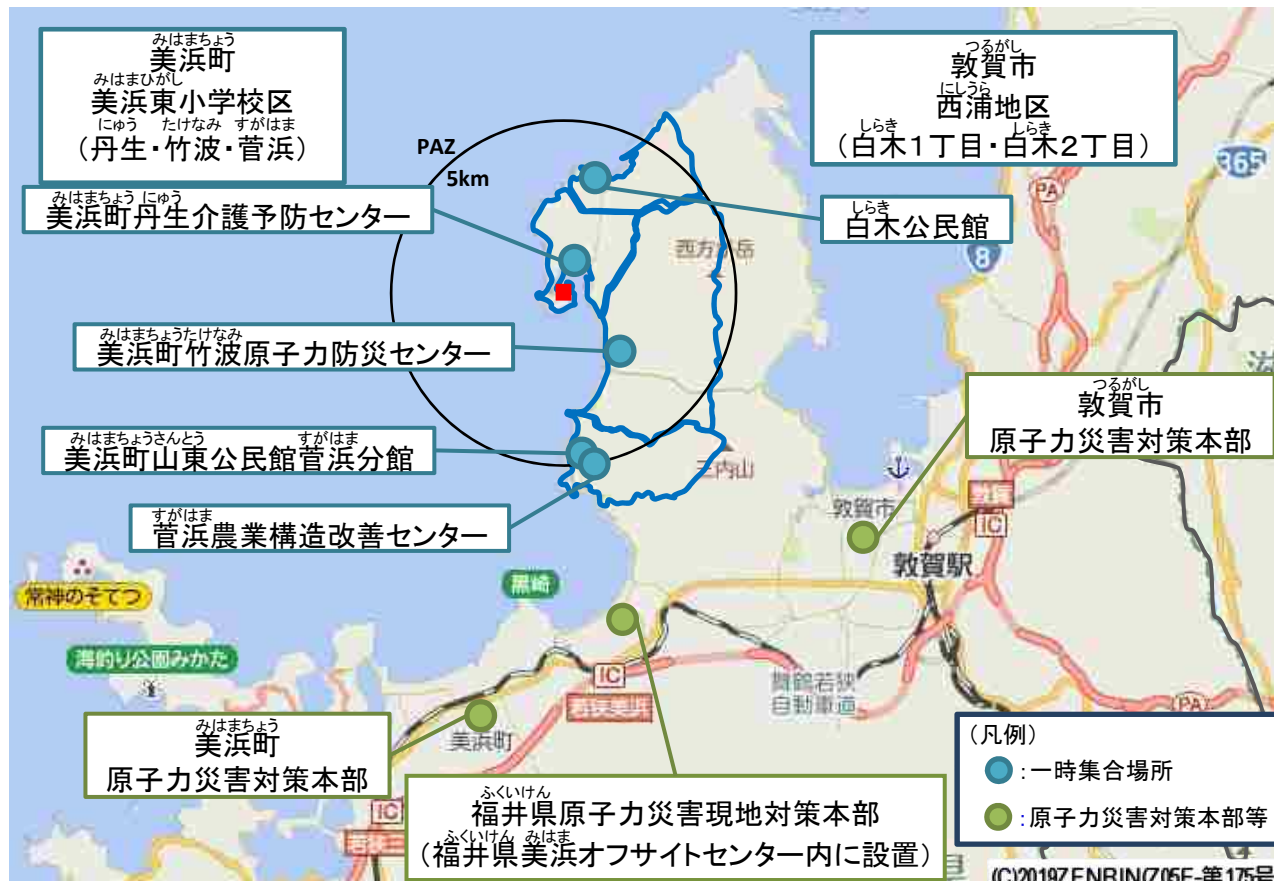 みはまちょう
美浜町
みはまひがし
美浜東小学校区
にゅう たけなみ すがはま
(丹生・竹波・菅浜)
つるがし
敦賀市
にしうら
西浦地区
しらき しらき
(白木1丁目・白木2丁目)
PAZ
5km
365
PA
みはまちょう にゅう
美浜町丹生介護予防センター
しらき
白木公民館
西方ヶ岳
8
みはまちょうたけなみ
美浜町竹波原子力防災センター
つるがし
敦賀市
原子力災害対策本部
みはまちょうさんとう すがはま
美浜町山東公民館菅浜分館
三内山
敦賀市
敦賀
IC
すがはま
菅浜農業構造改善センター
敦賀駅
黒崎
常神のそてつ
海釣り公園みかた
IC
若狭美浜
舞鶴若狭
自動車道
PA
みはまちょう
美浜町
原子力災害対策本部
美浜町
IC
ふくいけん
福井県原子力災害現地対策本部
ふくいけん みはま
(福井県美浜オフサイトセンター内に設置)
(凡例)
:一時集合場所
:原子力災害対策本部等
(C)2019ZENRIN(Z05E-第175号